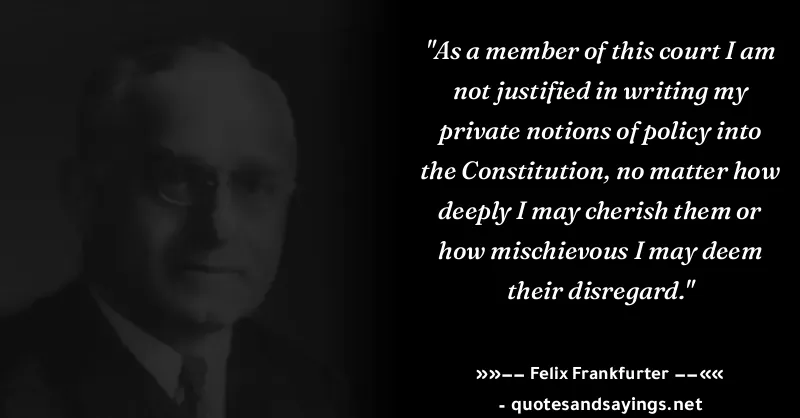 "As a member of this court I am
not justified in writing my
private notions of policy into
the Constitution, no matter how
deeply I may cherish them or
how mischievous I may deem
their disregard."
»»−− Felix Frankfurter −−««
- quotesandsayings.net